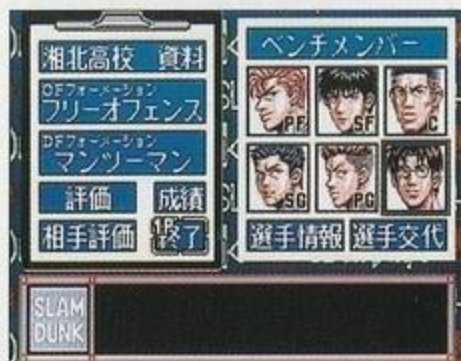 湘北高校 資料
OFフォーメーション
フリーオフェンス
DFフォーメーション
マンツーマン
評価 成績
相手評価 終了
1P
ベンチメンバー
PF SF C
SG PG
選手情報 選手交代
SLAM
DUNK